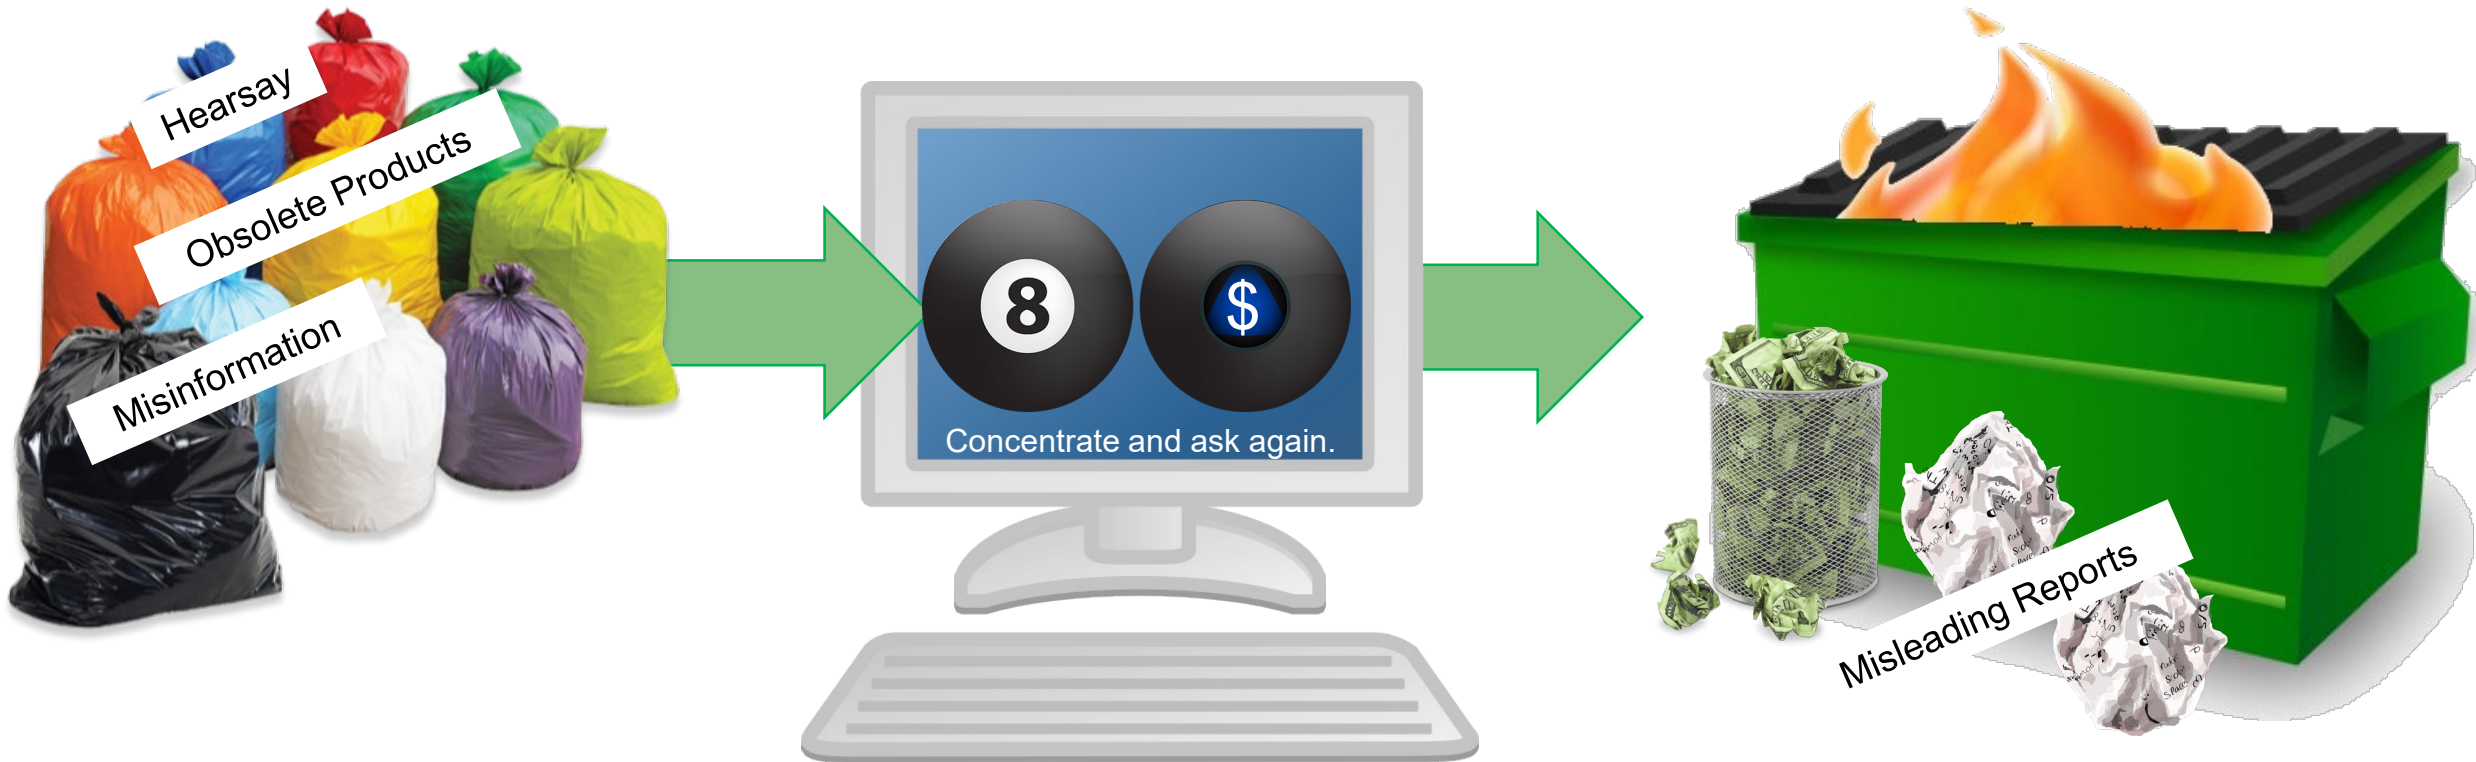 Hearsay
Obsolete Products
Misinformation
8
$
Concentrate and ask again.
Misleading Reports